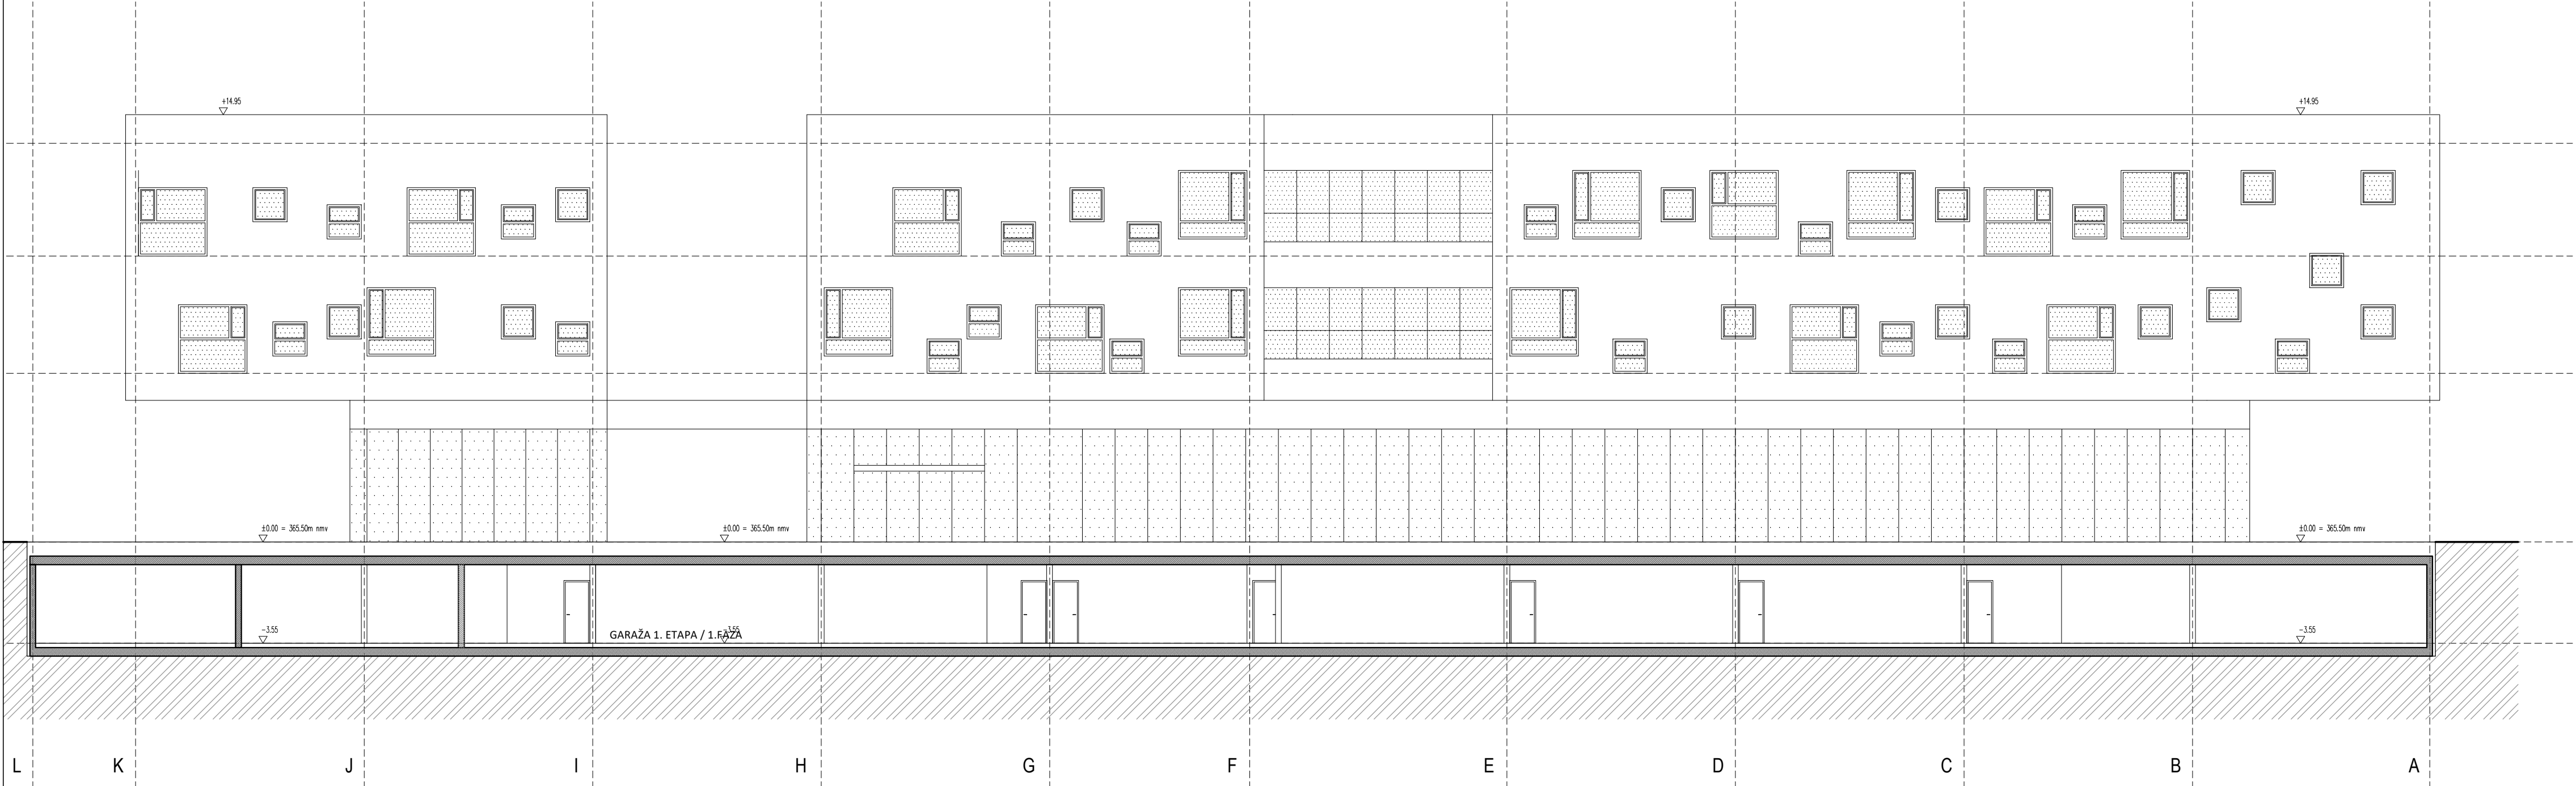 +14.95
+14.95
±0.00 = 365.50m nmv
±0.00 = 365.50m nmv
±0.00 = 365.50m nmv
-3.55
GARAŽA 1. ETAPA / 1.FAZA
-3.55
-3.55
L K J I H G F E D C B A